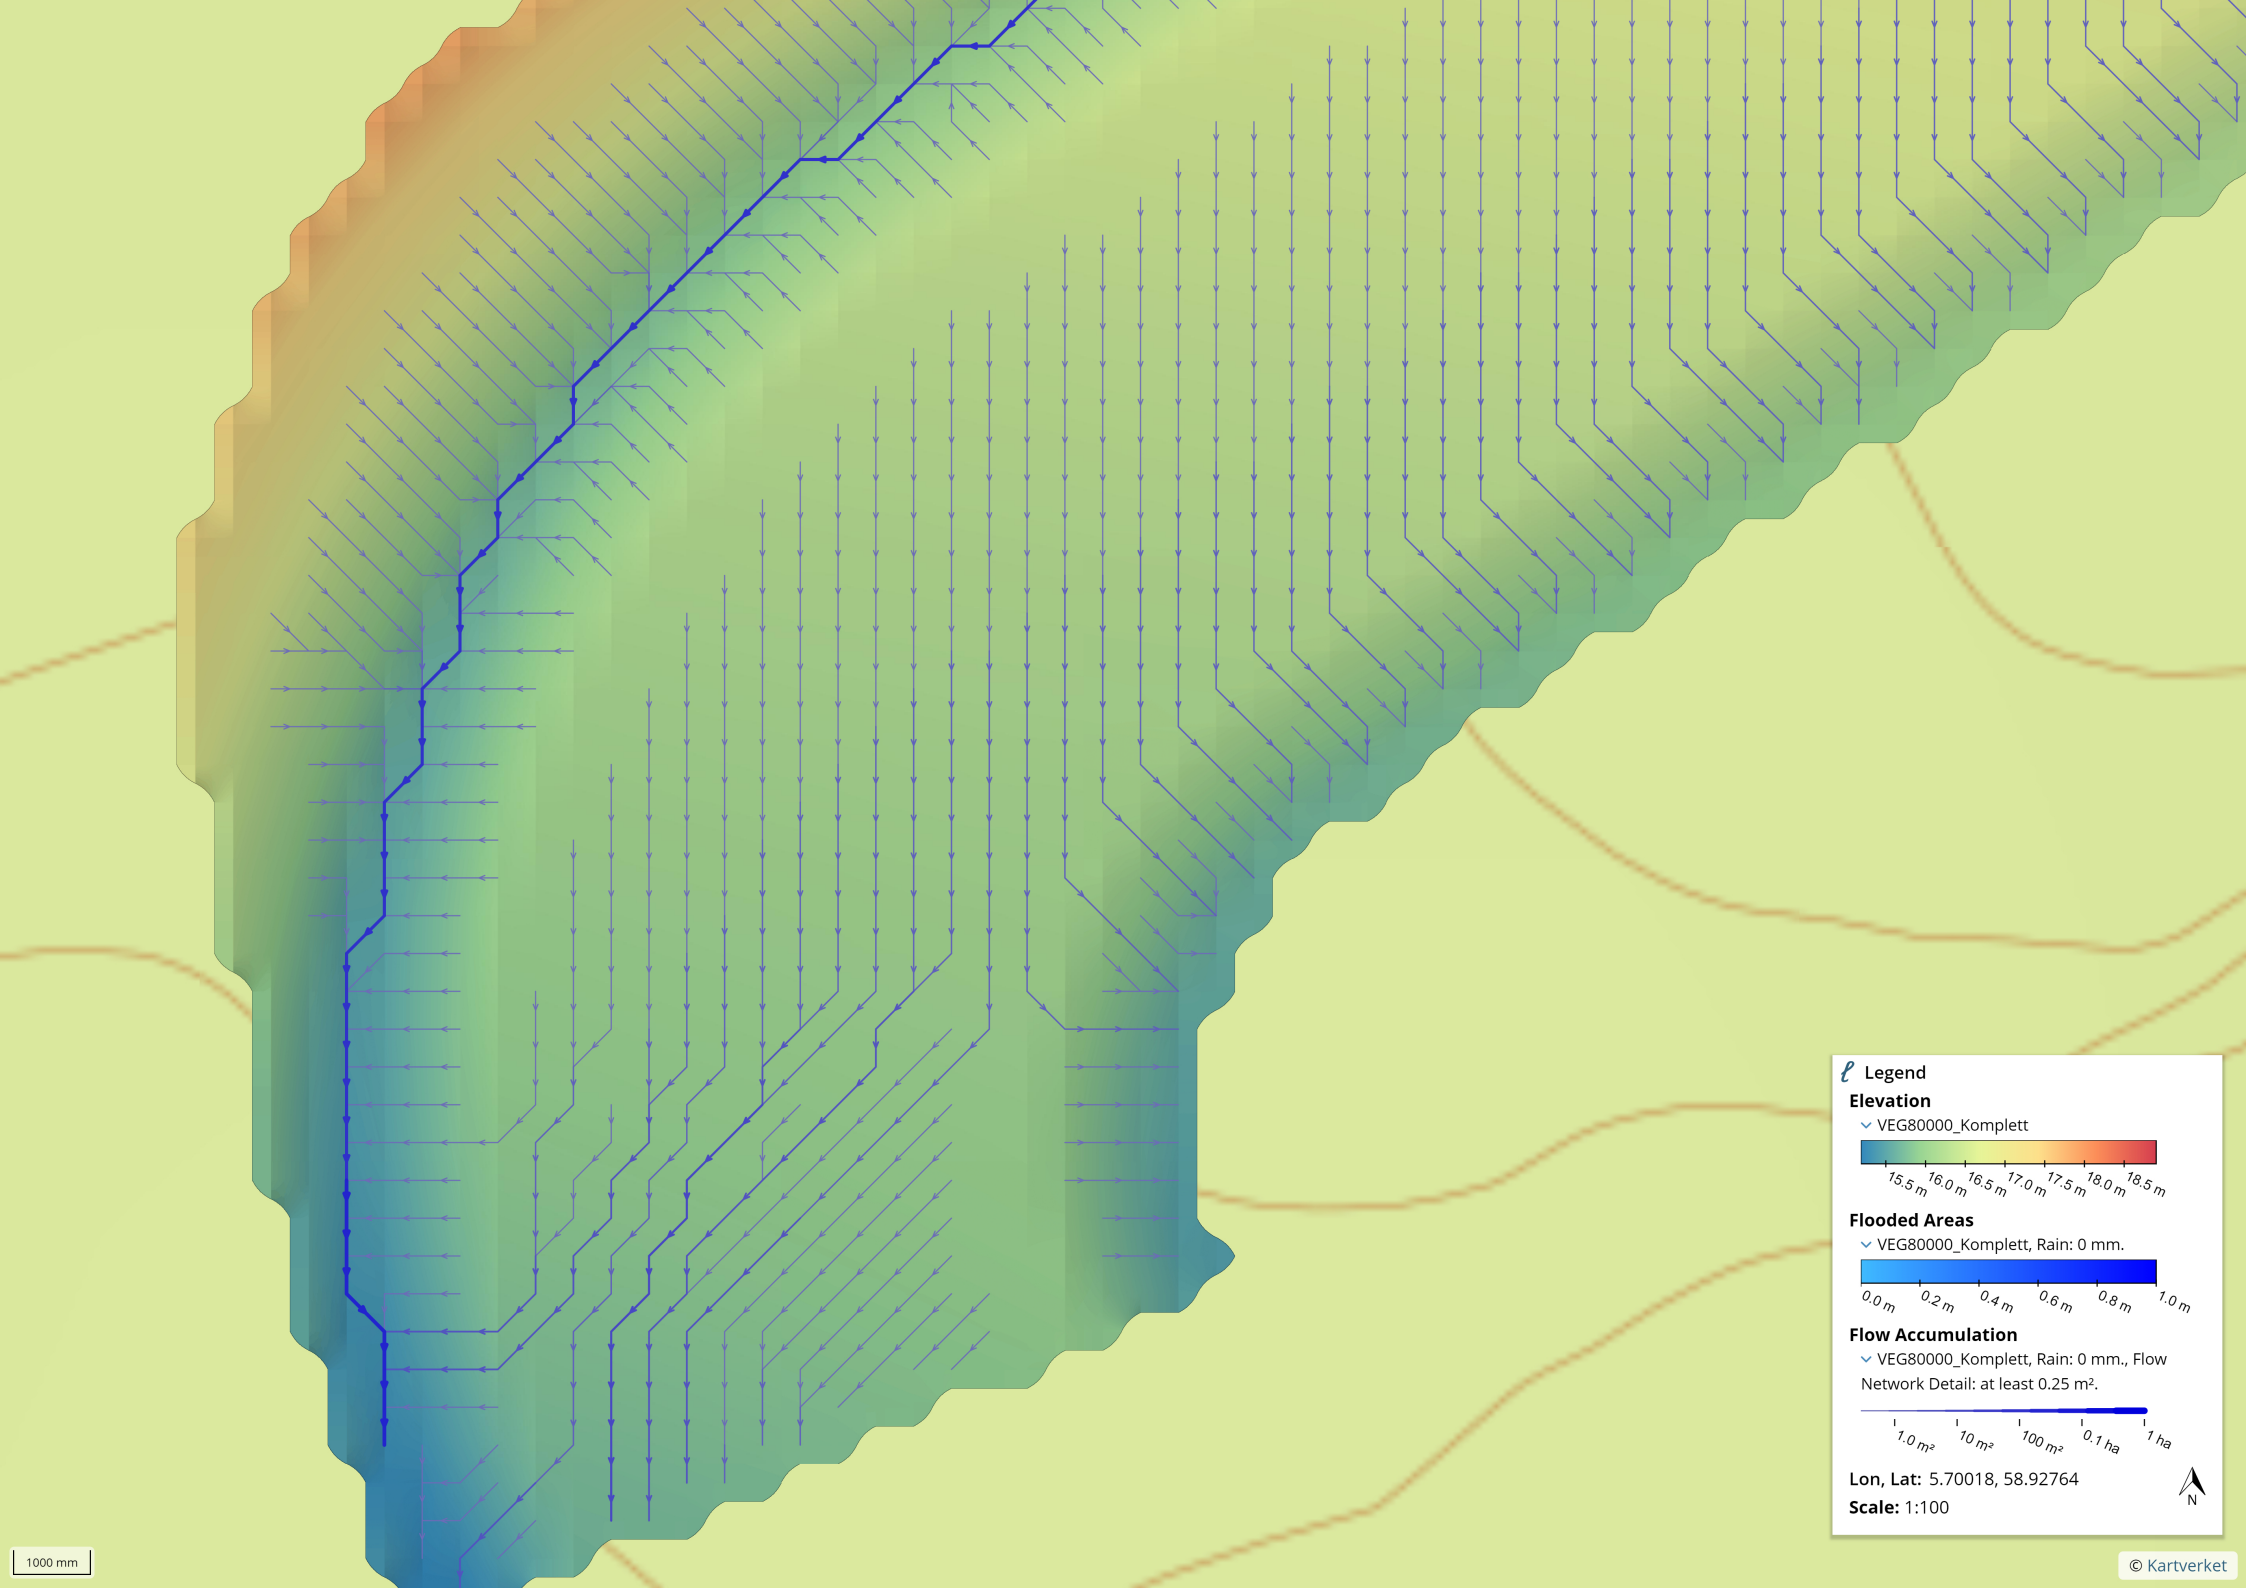 Legend
Elevation
VEG80000_Komplett
15.5 m 16.0 m 16.5 m 17.0 m 17.5 m 18.0 m 18.5 m
Flooded Areas
VEG80000_Komplett, Rain: 0 mm.
0.0 m 0.2 m 0.4 m 0.6 m 0.8 m 1.0 m
Flow Accumulation
VEG80000_Komplett, Rain: 0 mm., Flow
Network Detail: at least 0.25 m².
1.0 m² 10 m² 100 m² 0.1 ha 1 ha
Lon, Lat: 5.70018, 58.92764
Scale: 1:100
N
1000 mm
© Kartverket